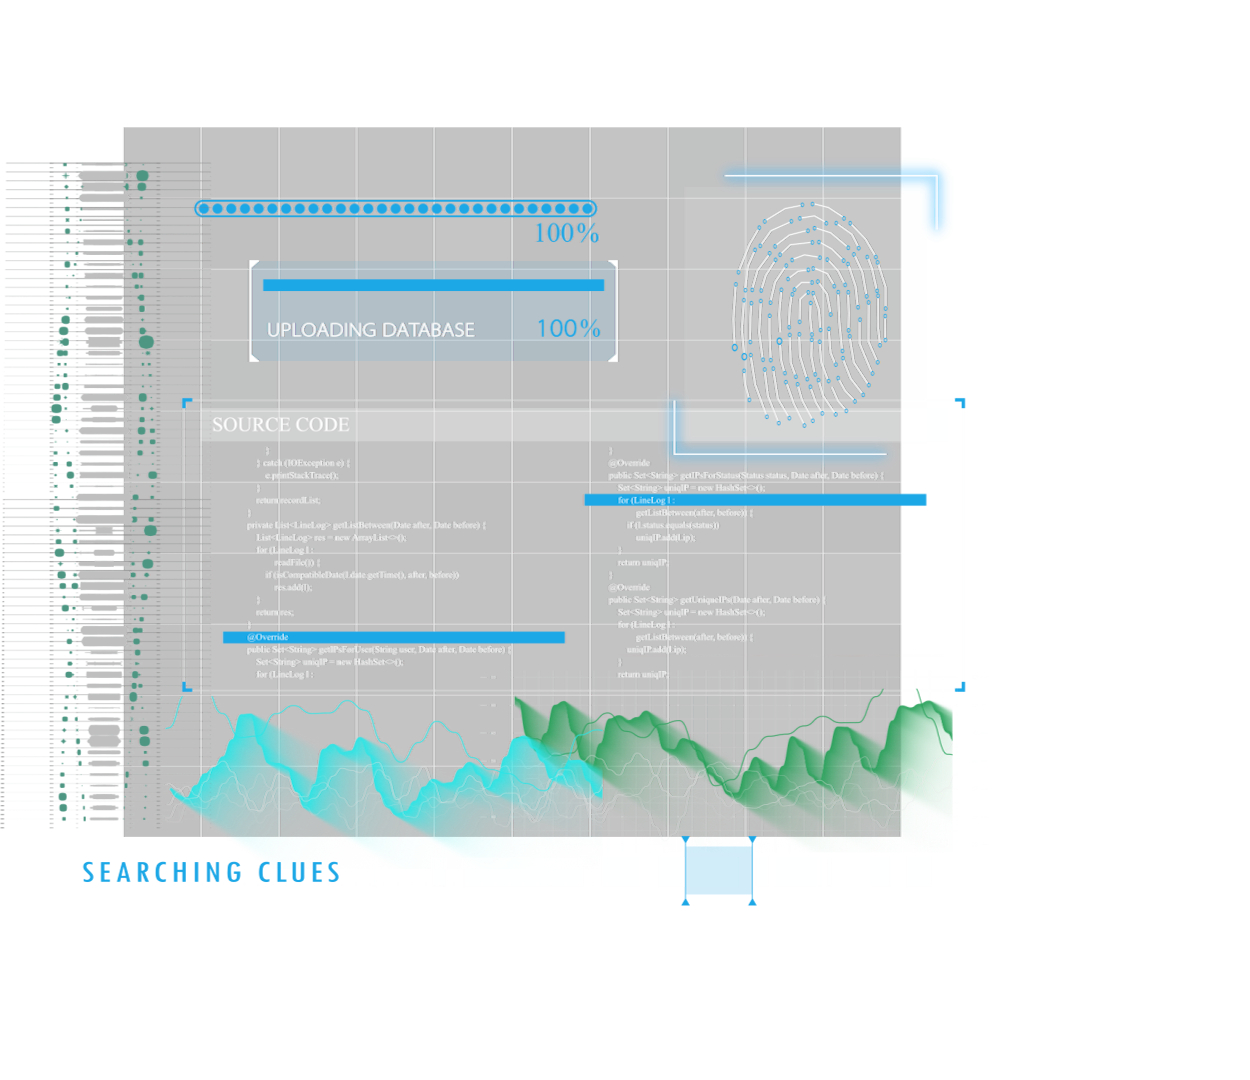 100%
UPLOADING DATABASE 100%
SOURCE CODE
}
} catch (IOException e) {
e.printStackTrace();
}
return recordList;
}
private List<LineLog> getListBetween(Date after, Date before) {
List<LineLog> res = new ArrayList<>();
for (LineLog l :
readFile()) {
if (isCompatibleDate(l.date.getTime(), after, before))
res.add(l);
}
return res;
}
@Override
public Set<String> getIPsForUser(String user, Date after, Date before) {
Set<String> uniqIP = new HashSet<>();
for (LineLog l :
}
@Override
public Set<String> getIPsForStatus(Status status, Date after, Date before) {
Set<String> uniqIP = new HashSet<>();
for (LineLog l :
getListBetween(after, before)) {
if (l.status.equals(status))
uniqIP.add(l.ip);
}
return uniqIP;
}
@Override
public Set<String> getUniqueIPs(Date after, Date before) {
Set<String> uniqIP = new HashSet<>();
for (LineLog l :
getListBetween(after, before)) {
uniqIP.add(l.ip);
}
return uniqIP;
SEARCHING CLUES